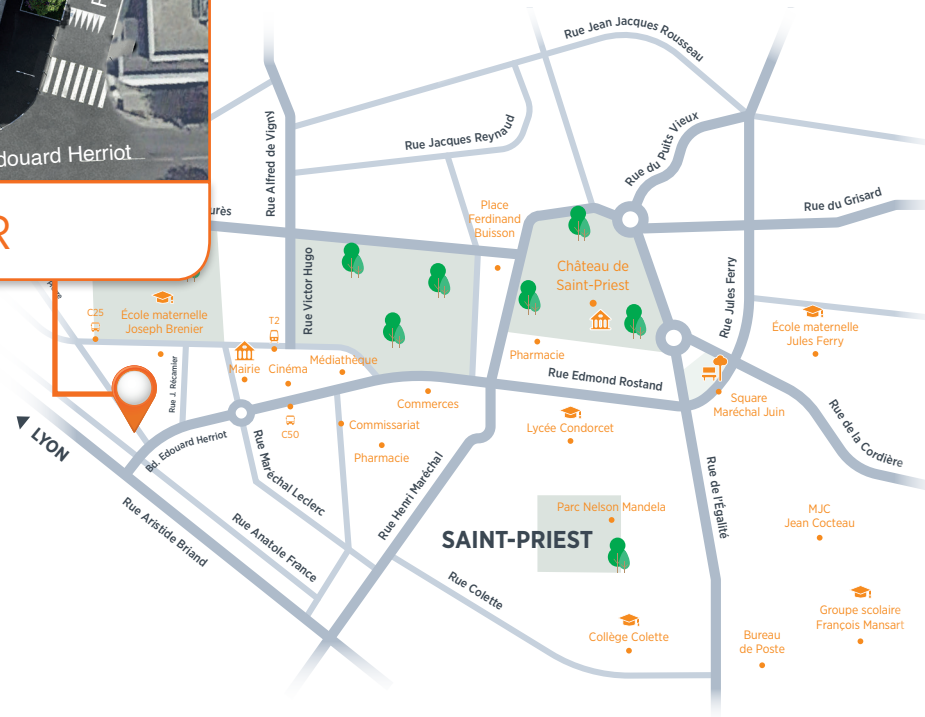 Edouard Herriot
R
Rue Jean Jacques Rousseau
Rue Alfred de Vigny
Rue Jacques Reynaud
Rue du Puits Vieux
Rue du Grisard
urès
Place
Ferdinand
Buisson
Château de
Saint-Priest
Rue Victor Hugo
Rue Jules Ferry
C25
École maternelle
Joseph Brenier
T2
École maternelle
Jules Ferry
Mairie
Cinéma
Médiathèque
Pharmacie
Rue J. Récamier
Rue Edmond Rostand
Commerces
Square
Maréchal Juin
LYON
Bd. Edouard Herriot
C50
Commissariat
Pharmacie
Lycée Condorcet
Rue de la Cordière
Rue Maréchal Leclerc
Rue Henri Maréchal
Rue de l'Égalité
Rue Aristide Briand
Rue Anatole France
Parc Nelson Mandela
SAINT-PRIEST
MJC
Jean Cocteau
Rue Colette
Collège Colette
Groupe scolaire
François Mansart
Bureau
de Poste